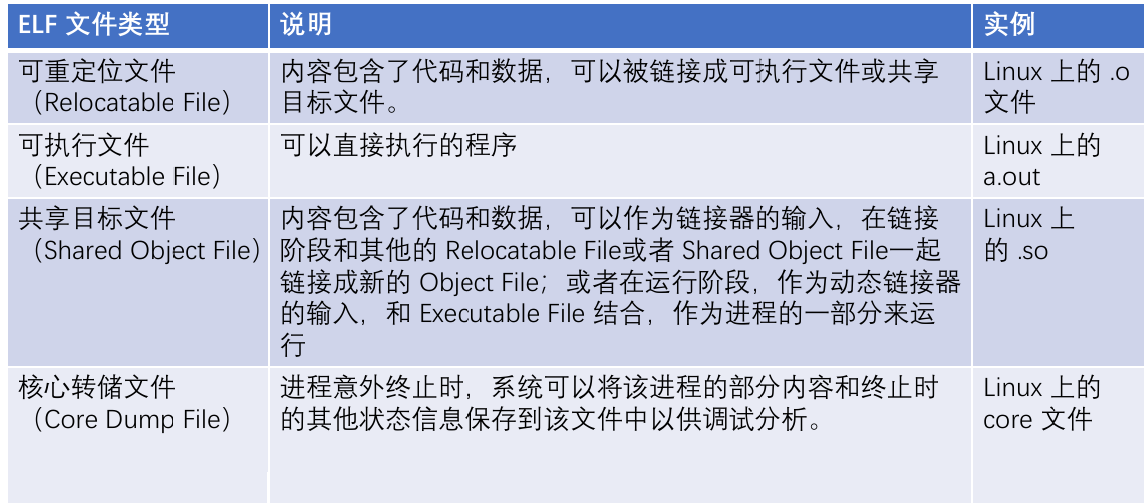 ELF 文件类型
说明
实例
可重定位文件
（Relocatable File）
内容包含了代码和数据，可以被链接成可执行文件或共享
目标文件。
Linux 上的 .o
文件
可执行文件
（Executable File）
可以直接执行的程序
Linux 上的
a.out
共享目标文件
（Shared Object File）
内容包含了代码和数据，可以作为链接器的输入，在链接
阶段和其他的 Relocatable File或者 Shared Object File一起
链接成新的 Object File；或者在运行阶段，作为动态链接器
的输入，和 Executable File 结合，作为进程的一部分来运
行
Linux 上
的 .so
核心转储文件
（Core Dump File）
进程意外终止时，系统可以将该进程的部分内容和终止时
的其他状态信息保存到该文件中以供调试分析。
Linux 上的
core 文件